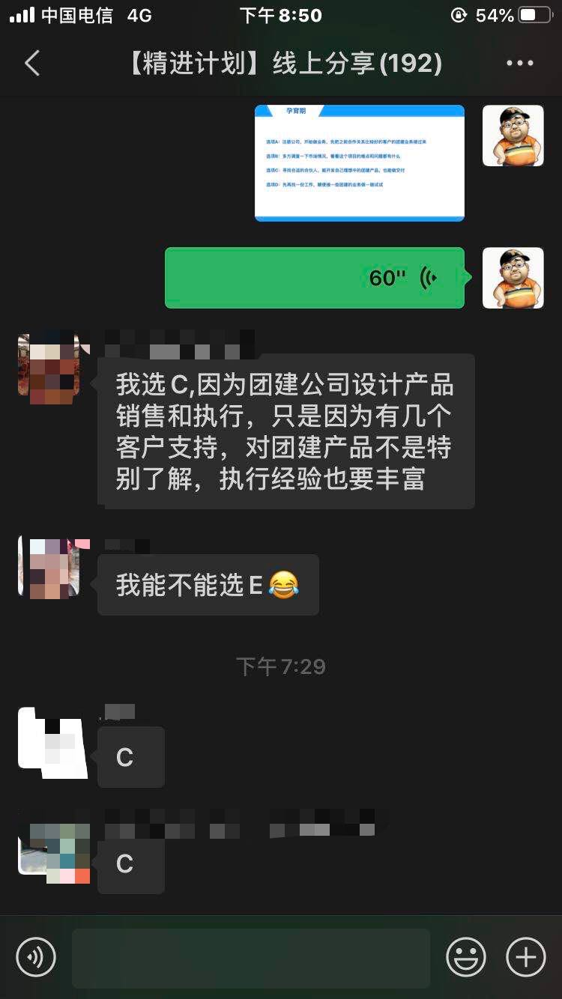 中国电信 4G
下午8:50
54%
【精进计划】线上分享(192)
孕育期
选项A：注册公司，开始做业务，先把之前合作关系比较好的客户的团建业务接过来
选项B：多方调查一下市场情况，看看这个项目的难点和问题都有什么
选项C：寻找合适的合伙人，能开发自己理想中的团建产品，也能做交付
选项D：先再找一份工作，顺便接一些团建的业务做一做试试
60"
我选C,因为团建公司设计产品
销售和执行，只是因为有几个
客户支持，对团建产品不是特
别了解，执行经验也要丰富
我能不能选E😂
下午7:29
C
C